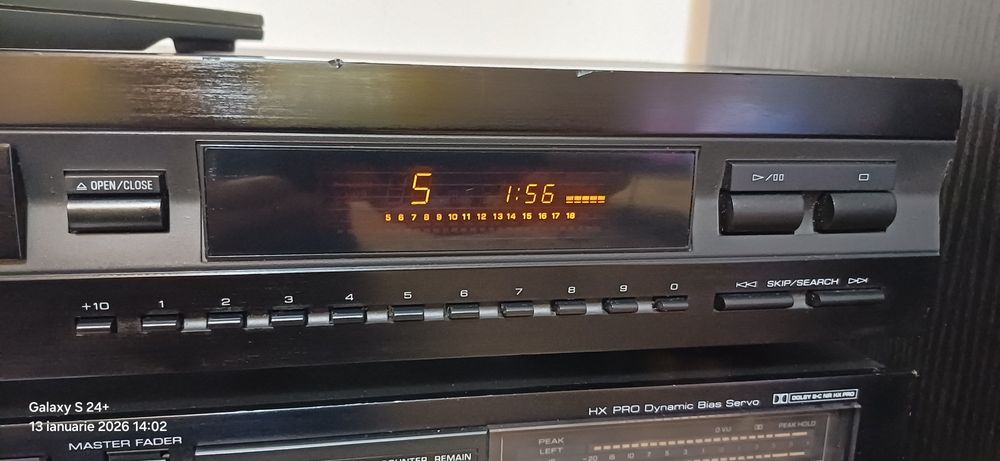 △ OPEN/CLOSE
5 1:56
5 6 7 8 9 10 11 12 13 14 15 16 17 18
▷/▯▯ □
+10 1 2 3 4 5 6 7 8 9 0
|◁◁ SKIP/SEARCH ▷▷|
Galaxy S 24+
13 ianuarie 2026 14:02
HX PRO Dynamic Bias Servo
DOLBY B-C NR HX PRO
MASTER FADER
COUNTER REMAIN
PEAK
LEFT
0 VU
PEAK HOLD